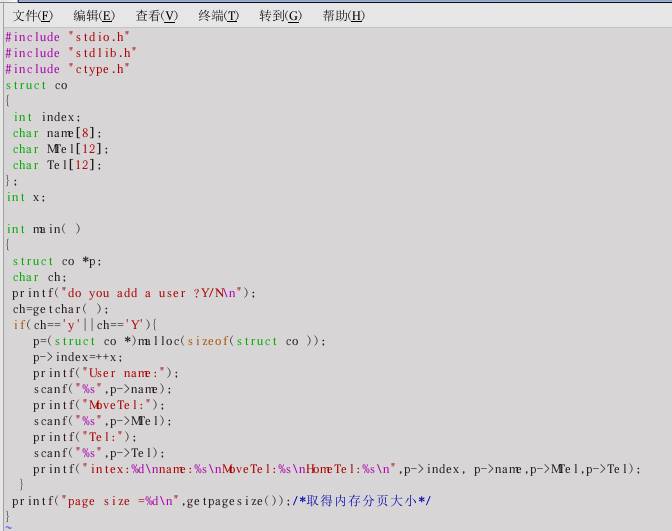 文件(F) 编辑(E) 查看(V) 终端(T) 转到(G) 帮助(H)
#include "stdio.h"
#include "stdlib.h"
#include "ctype.h"
struct co
{
 int index;
 char name[8];
 char MTel[12];
 char Tel[12];
};
int x;

int main( )
{
 struct co *p;
 char ch;
 printf("do you add a user ?Y/N\n");
 ch=getchar( );
 if(ch=='y'||ch=='Y'){
    p=(struct co *)malloc(sizeof(struct co ));
    p->index=++x;
    printf("User name:");
    scanf("%s",p->name);
    printf("MoveTel:");
    scanf("%s",p->MTel);
    printf("Tel:");
    scanf("%s",p->Tel);
    printf("intex:%d\nname:%s\nMoveTel:%s\nHomeTel:%s\n",p->index, p->name,p->MTel,p->Tel);
  }
 printf("page size =%d\n",getpagesize());/*取得内存分页大小*/
}
~